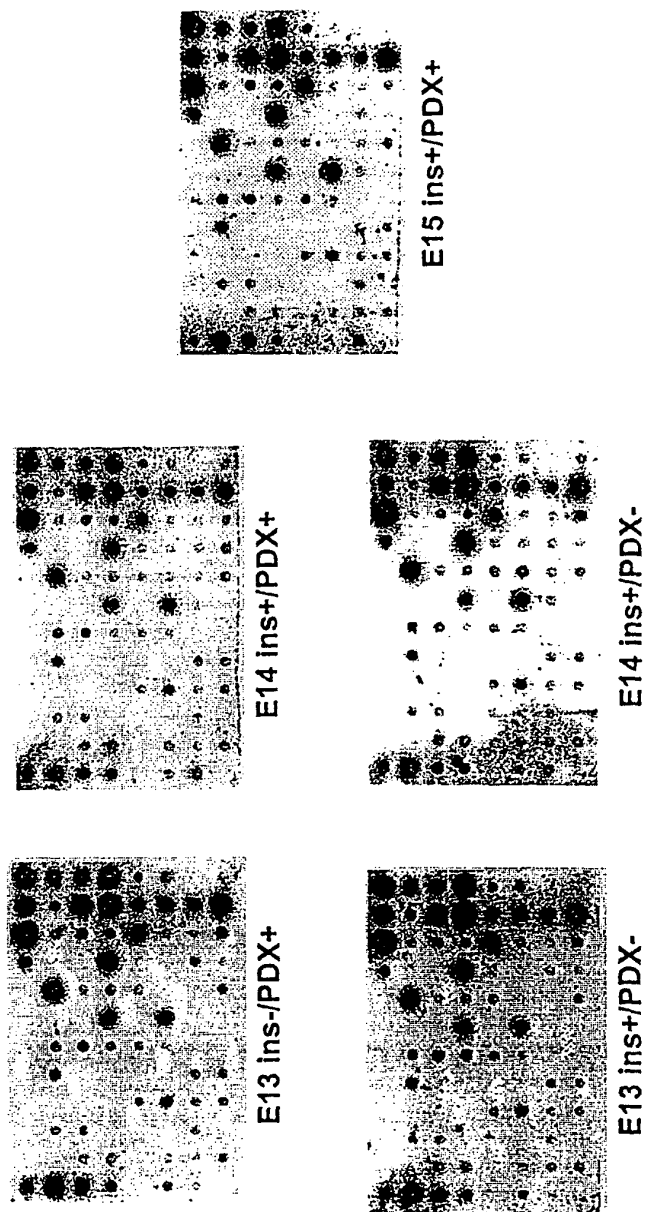 E13 ins-/PDX+
E14 ins+/PDX+
E15 ins+/PDX+
E13 ins+/PDX-
E14 ins+/PDX-